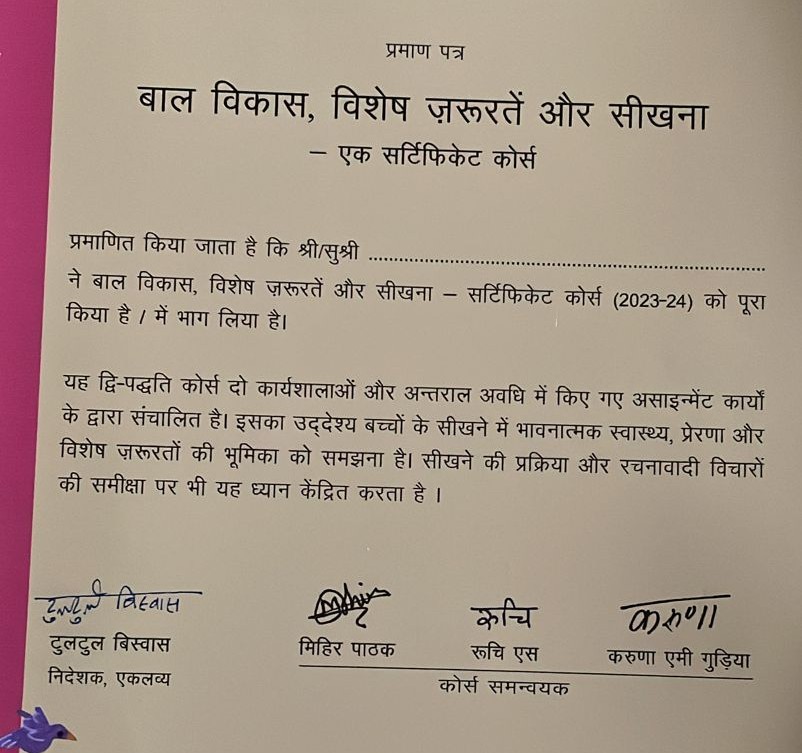 प्रमाण पत्र
बाल विकास, विशेष ज़रूरतें और सीखना
– एक सर्टिफिकेट कोर्स
प्रमाणित किया जाता है कि श्री/सुश्री ..........................................................................
ने बाल विकास, विशेष ज़रूरतें और सीखना – सर्टिफिकेट कोर्स (2023-24) को पूरा
किया है / में भाग लिया है।
यह द्वि-पद्धति कोर्स दो कार्यशालाओं और अन्तराल अवधि में किए गए असाइन्मेंट कार्यों
के द्वारा संचालित है। इसका उद्देश्य बच्चों के सीखने में भावनात्मक स्वास्थ्य, प्रेरणा और
विशेष ज़रूरतों की भूमिका को समझना है। सीखने की प्रक्रिया और रचनावादी विचारों
की समीक्षा पर भी यह ध्यान केंद्रित करता है ।
टुलटुल बिस्वास रुचि करुणा
टुलटुल बिस्वास मिहिर पाठक रूचि एस करुणा एमी गुड़िया
निदेशक, एकलव्य कोर्स समन्वयक